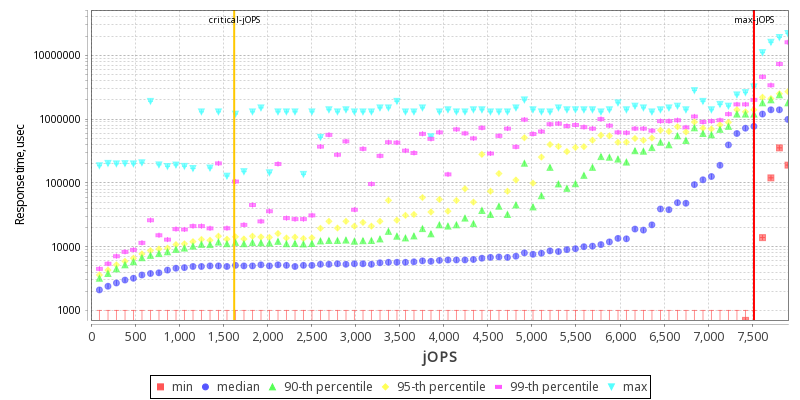 critical-jOPS max-jOPS
10000000
1000000
100000
10000
1000
Response time, usec
0 500 1,000 1,500 2,000 2,500 3,000 3,500 4,000 4,500 5,000 5,500 6,000 6,500 7,000 7,500
jOPS
min median 90-th percentile 95-th percentile 99-th percentile max